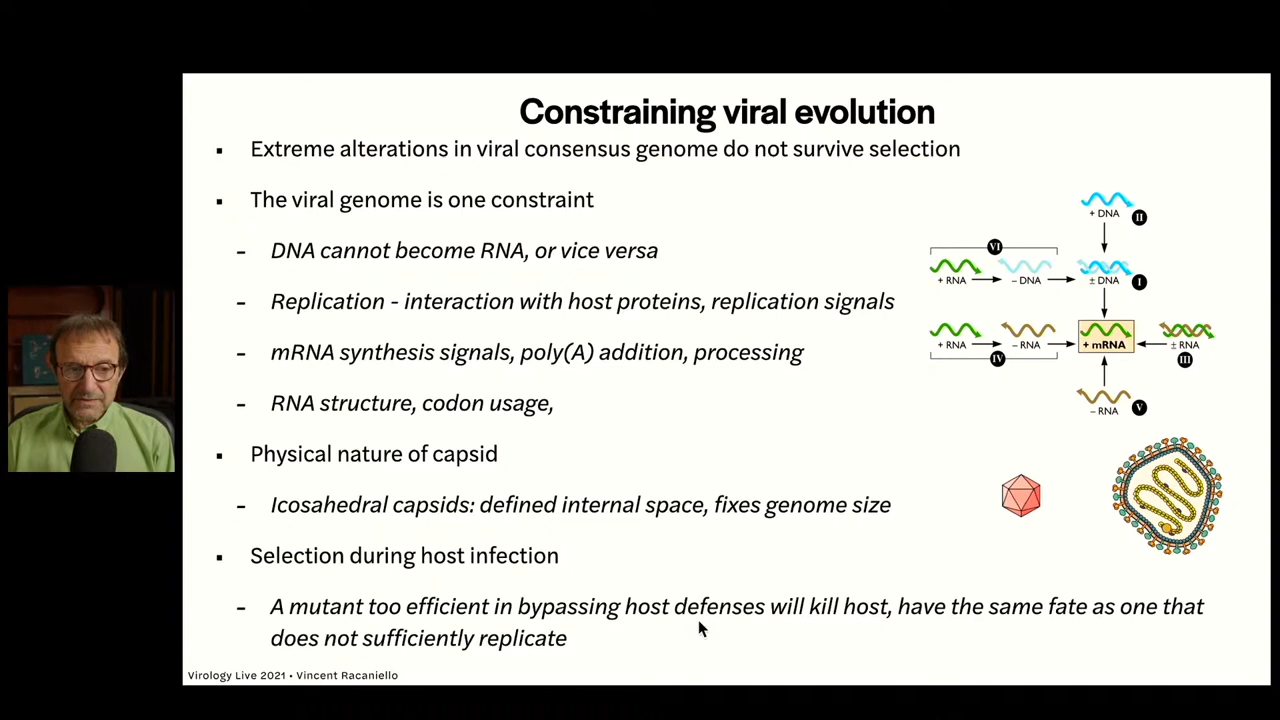 Constraining viral evolution
▪ Extreme alterations in viral consensus genome do not survive selection
▪ The viral genome is one constraint
- DNA cannot become RNA, or vice versa
- Replication - interaction with host proteins, replication signals
- mRNA synthesis signals, poly(A) addition, processing
- RNA structure, codon usage,
▪ Physical nature of capsid
- Icosahedral capsids: defined internal space, fixes genome size
▪ Selection during host infection
- A mutant too efficient in bypassing host defenses will kill host, have the same fate as one that
does not sufficiently replicate
+ DNA II
VI
+ RNA − DNA ± DNA I
+ RNA − RNA + mRNA ± RNA
IV III
− RNA V
Virology Live 2021 • Vincent Racaniello